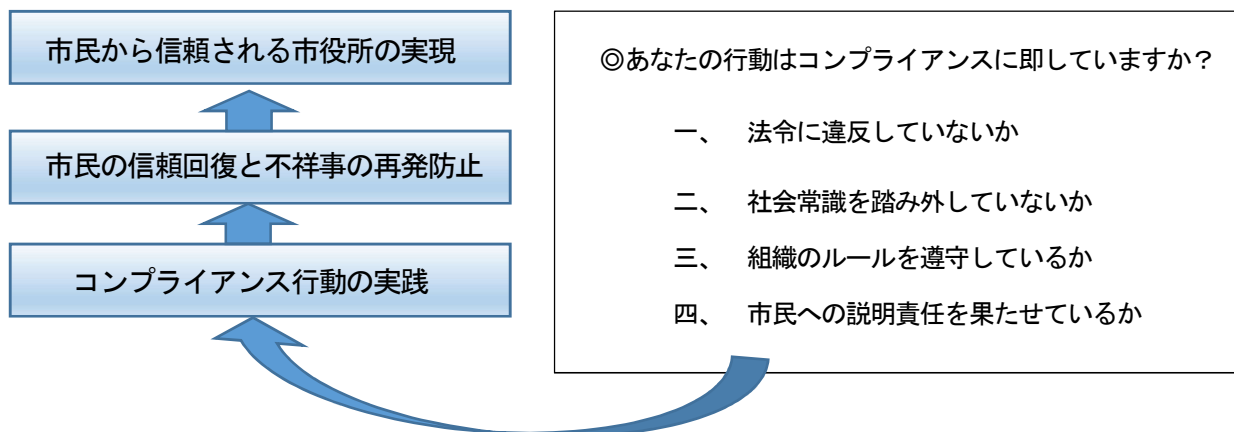 市民から信頼される市役所の実現
市民の信頼回復と不祥事の再発防止
コンプライアンス行動の実践
◎あなたの行動はコンプライアンスに即していますか?
一、 法令に違反していないか
二、 社会常識を踏み外していないか
三、 組織のルールを遵守しているか
四、 市民への説明責任を果たせているか